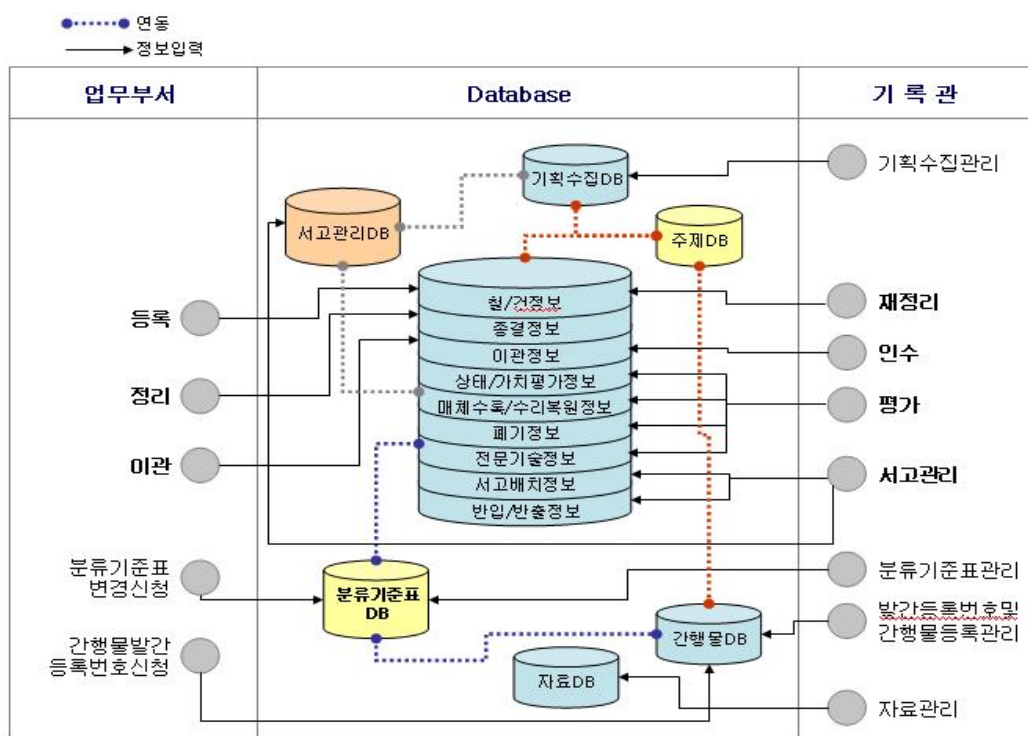 연동
정보입력
업무부서
Database
기 록 관
기획수집DB
기획수집관리
서고관리DB
주제DB
철/건정보
종결정보
이관정보
상태/가치평가정보
매체수록/수리복원정보
폐기정보
전문기술정보
서고배치정보
반입/반출정보
등록
정리
이관
재정리
인수
평가
서고관리
분류기준표
변경신청
분류기준표
DB
분류기준표관리
간행물발간
등록번호신청
간행물DB
발간등록번호및
간행물등록관리
자료DB
자료관리